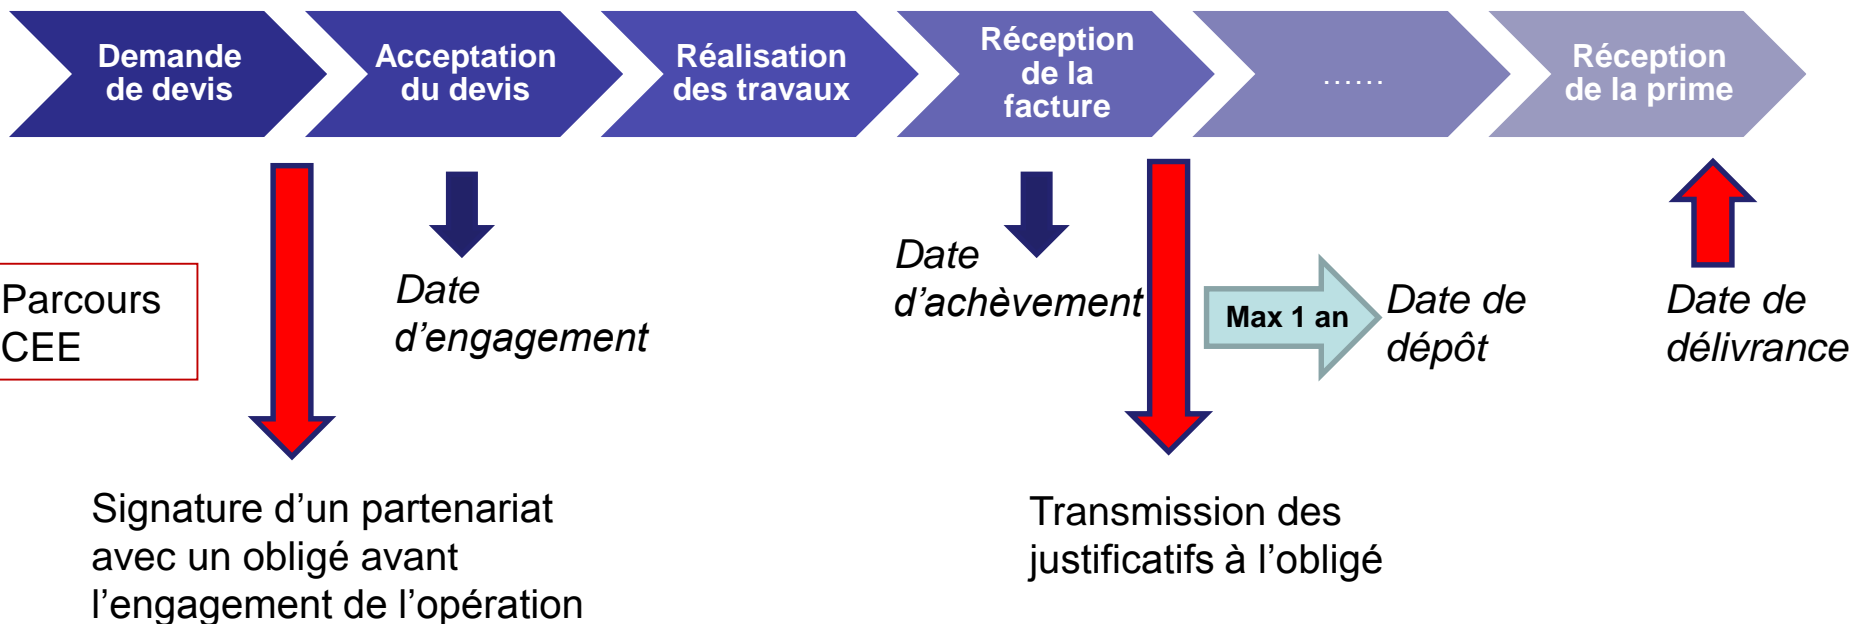 Demande
de devis
Acceptation
du devis
Réalisation
des travaux
Réception
de la
facture
......
Réception
de la prime
Parcours
CEE
Date
d’engagement
Date
d’achèvement
Max 1 an
Date de
dépôt
Date de
délivrance
Signature d’un partenariat
avec un obligé avant
l’engagement de l’opération
Transmission des
justificatifs à l’obligé